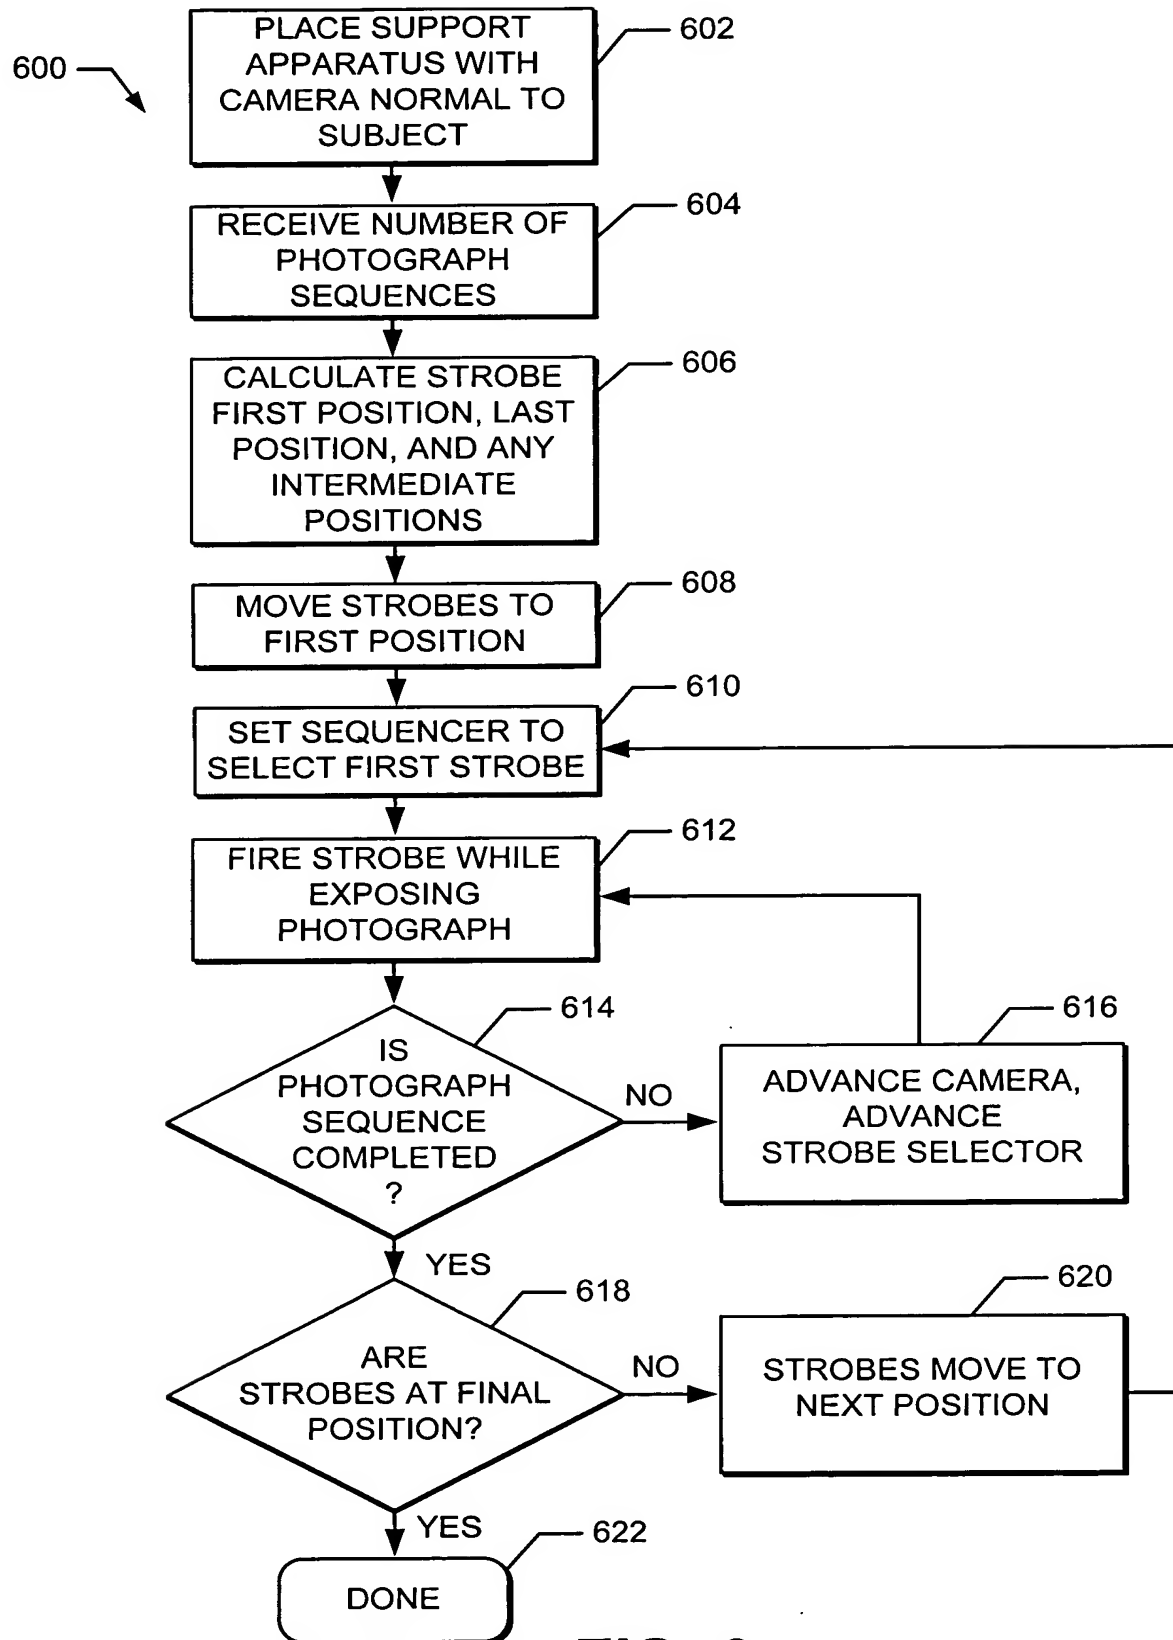 600
PLACE SUPPORT
APPARATUS WITH
CAMERA NORMAL TO
SUBJECT
602
RECEIVE NUMBER OF
PHOTOGRAPH
SEQUENCES
604
CALCULATE STROBE
FIRST POSITION, LAST
POSITION, AND ANY
INTERMEDIATE
POSITIONS
606
MOVE STROBES TO
FIRST POSITION
608
SET SEQUENCER TO
SELECT FIRST STROBE
610
FIRE STROBE WHILE
EXPOSING
PHOTOGRAPH
612
IS
PHOTOGRAPH
SEQUENCE
COMPLETED
?
614
NO
ADVANCE CAMERA,
ADVANCE
STROBE SELECTOR
616
YES
ARE
STROBES AT FINAL
POSITION?
618
NO
STROBES MOVE TO
NEXT POSITION
620
YES
DONE
622